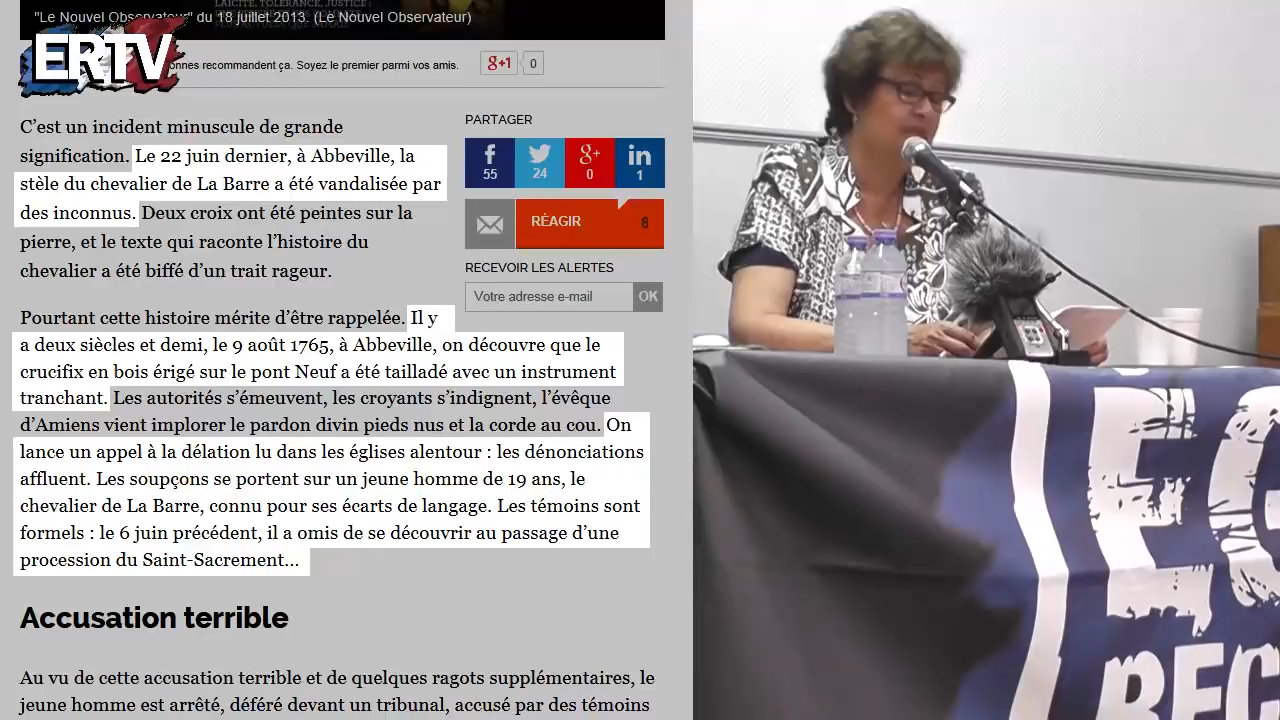 "Le Nouvel Observateur" du 18 juillet 2013. (Le Nouvel Observateur)
ERTV
onnes recommandent ça. Soyez le premier parmi vos amis.
g+1 0
C'est un incident minuscule de grande
signification. Le 22 juin dernier, à Abbeville, la
stèle du chevalier de La Barre a été vandalisée par
des inconnus. Deux croix ont été peintes sur la
pierre, et le texte qui raconte l'histoire du
chevalier a été biffé d'un trait rageur.
PARTAGER
55 24 0 1
RÉAGIR 8
RECEVOIR LES ALERTES
Votre adresse e-mail OK
Pourtant cette histoire mérite d'être rappelée. Il y
a deux siècles et demi, le 9 août 1765, à Abbeville, on découvre que le
crucifix en bois érigé sur le pont Neuf a été tailladé avec un instrument
tranchant. Les autorités s'émeuvent, les croyants s'indignent, l'évêque
d'Amiens vient implorer le pardon divin pieds nus et la corde au cou. On
lance un appel à la délation lu dans les églises alentour : les dénonciations
affluent. Les soupçons se portent sur un jeune homme de 19 ans, le
chevalier de La Barre, connu pour ses écarts de langage. Les témoins sont
formels : le 6 juin précédent, il a omis de se découvrir au passage d'une
procession du Saint-Sacrement...
Accusation terrible
Au vu de cette accusation terrible et de quelques ragots supplémentaires, le
jeune homme est arrêté, déféré devant un tribunal, accusé par des témoins
EG
REC